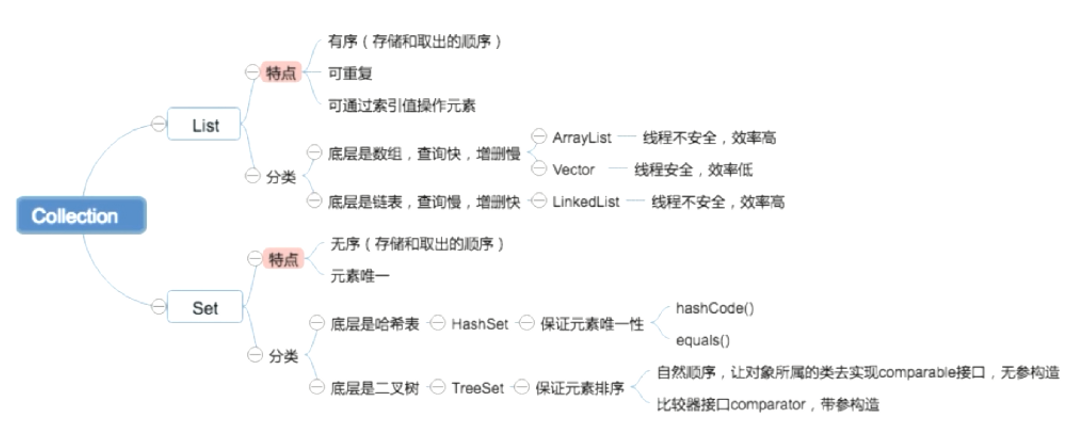 Collection
List
特点
有序（存储和取出的顺序）
可重复
可通过索引值操作元素
分类
底层是数组，查询快，增删慢
ArrayList
线程不安全，效率高
Vector
线程安全，效率低
底层是链表，查询慢，增删快
LinkedList
线程不安全，效率高
Set
特点
无序（存储和取出的顺序）
元素唯一
分类
底层是哈希表
HashSet
保证元素唯一性
hashCode()
equals()
底层是二叉树
TreeSet
保证元素排序
自然顺序，让对象所属的类去实现comparable接口，无参构造
比较器接口comparator，带参构造